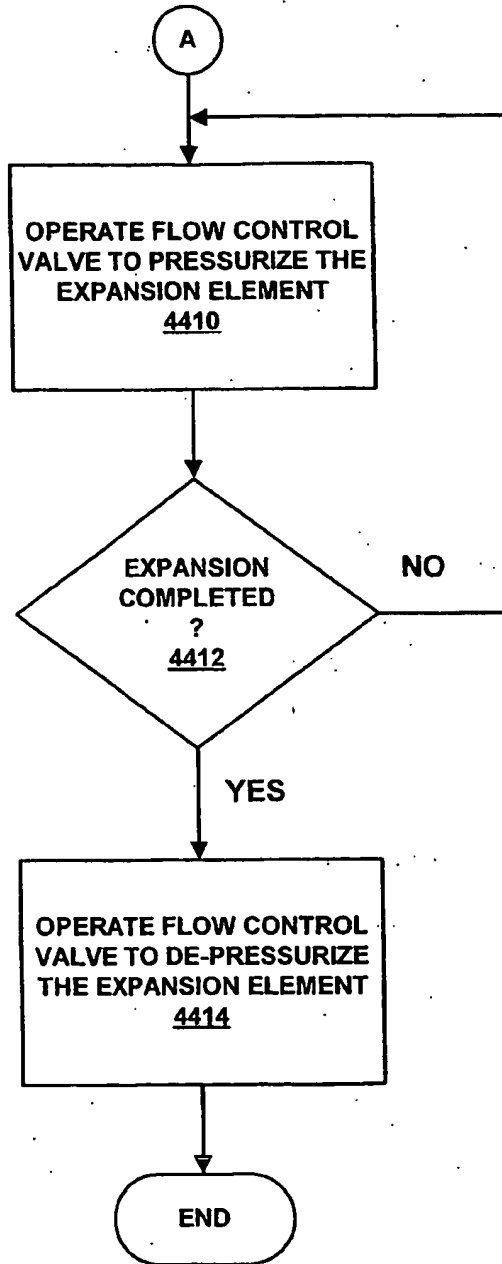 A
OPERATE FLOW CONTROL
VALVE TO PRESSURIZE THE
EXPANSION ELEMENT
4410
EXPANSION
COMPLETED
?
4412
NO
YES
OPERATE FLOW CONTROL
VALVE TO DE-PRESSURIZE
THE EXPANSION ELEMENT
4414
END